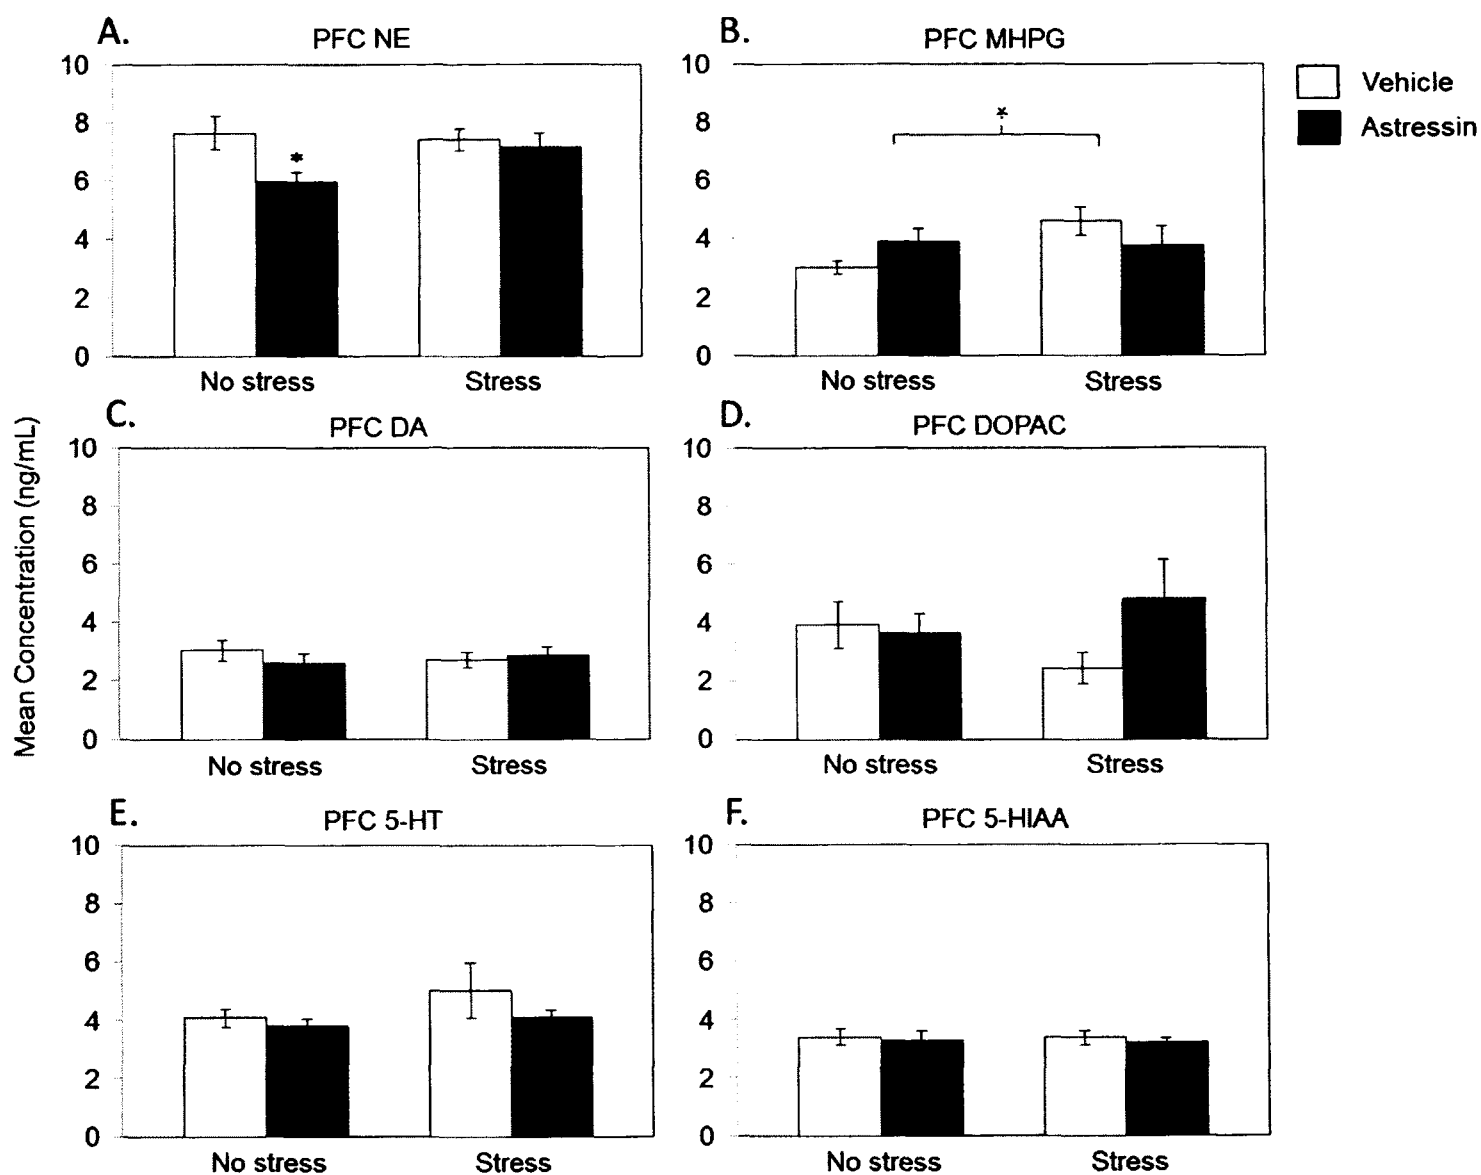 A.
PFC NE
10
8
6
4
2
0
*
No stress
Stress
B.
PFC MHPG
10
8
6
4
2
0
*
No stress
Stress
Vehicle
Astressin
Mean Concentration (ng/mL)
C.
PFC DA
10
8
6
4
2
0
No stress
Stress
D.
PFC DOPAC
10
8
6
4
2
0
No stress
Stress
E.
PFC 5-HT
10
8
6
4
2
0
No stress
Stress
F.
PFC 5-HIAA
10
8
6
4
2
0
No stress
Stress